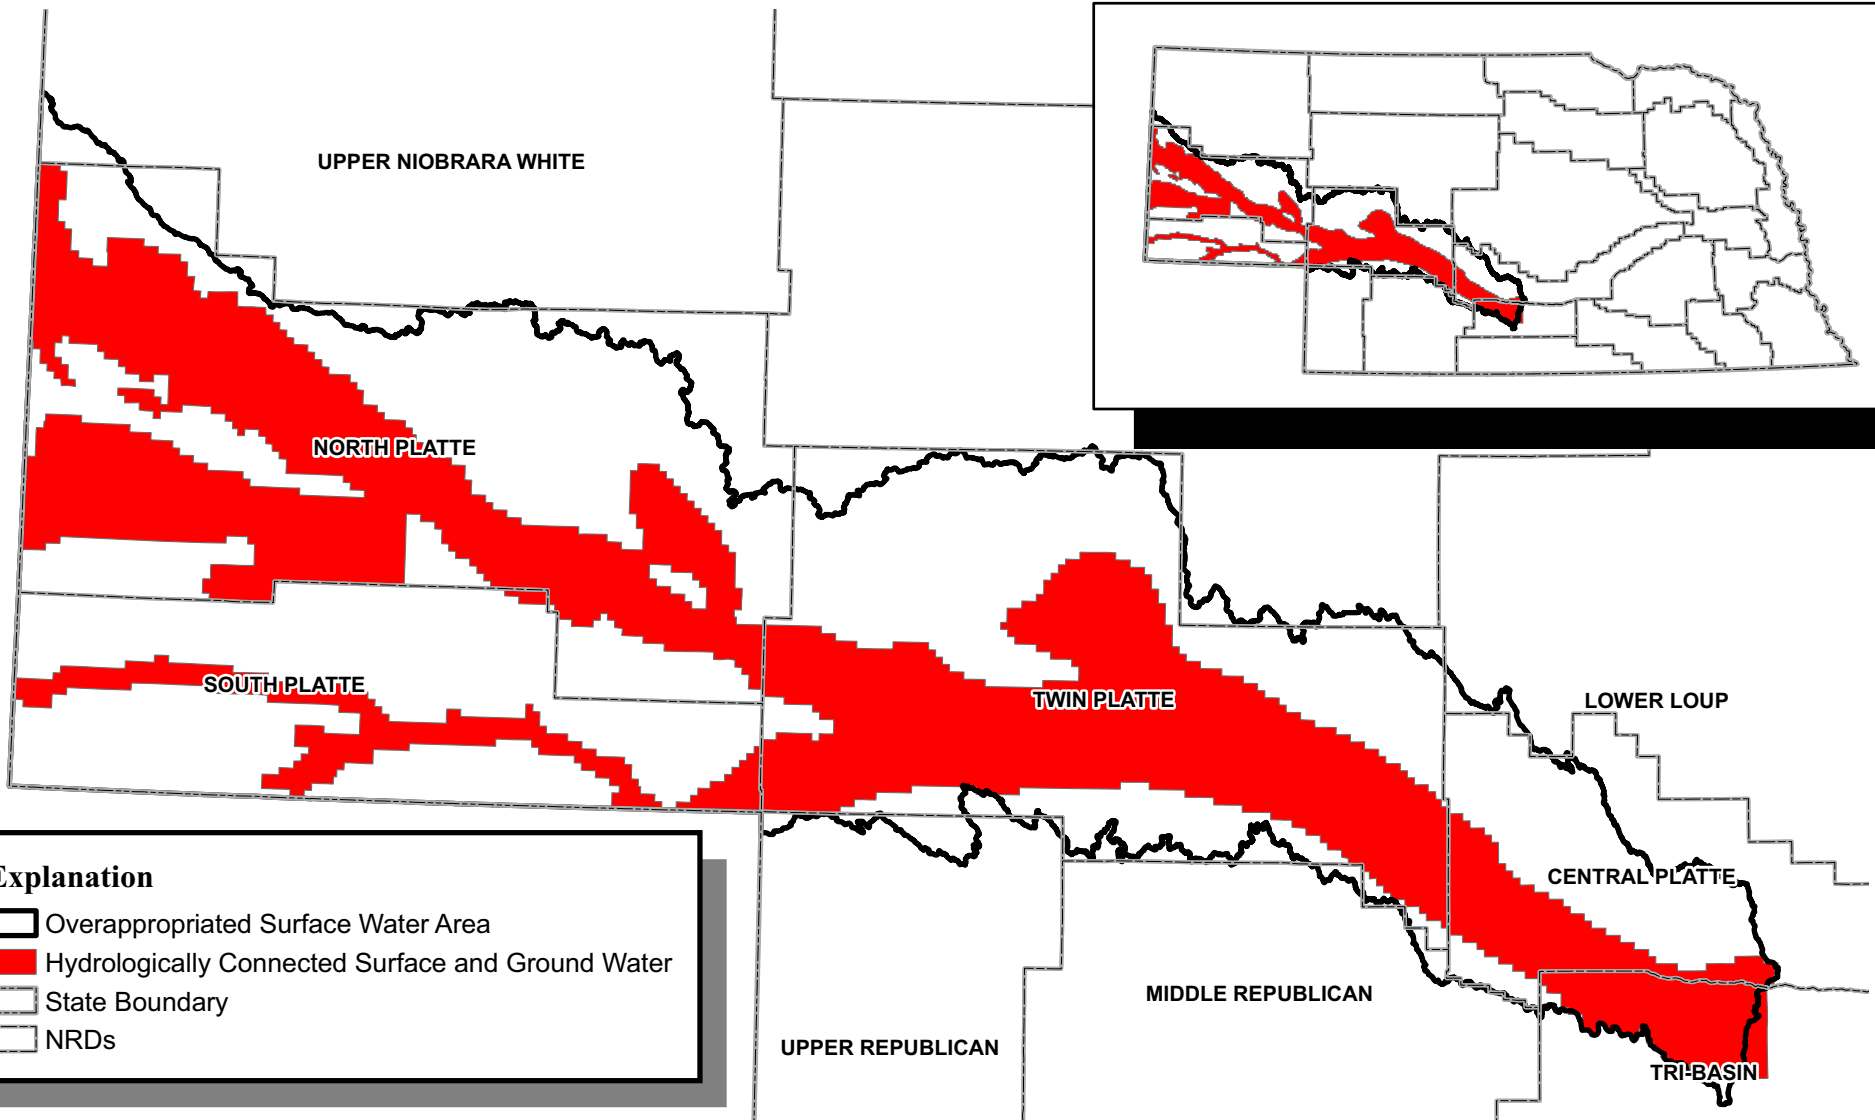 UPPER NIOBRARA WHITE
NORTH PLATTE
SOUTH PLATTE
TWIN PLATTE
LOWER LOUP
CENTRAL PLATTE
MIDDLE REPUBLICAN
UPPER REPUBLICAN
TRI-BASIN
Explanation
Overappropriated Surface Water Area
Hydrologically Connected Surface and Ground Water
State Boundary
NRDs